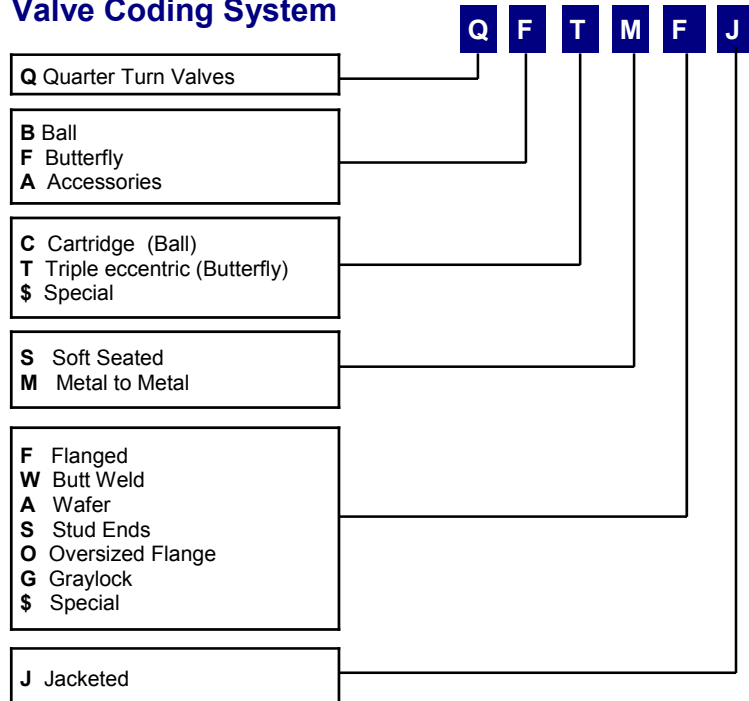 Valve Coding System
Q F T M F J
Q Quarter Turn Valves
B Ball
F Butterfly
A Accessories
C Cartridge (Ball)
T Triple eccentric (Butterfly)
$ Special
S Soft Seated
M Metal to Metal
F Flanged
W Butt Weld
A Wafer
S Stud Ends
O Oversized Flange
G Graylock
$ Special
J Jacketed